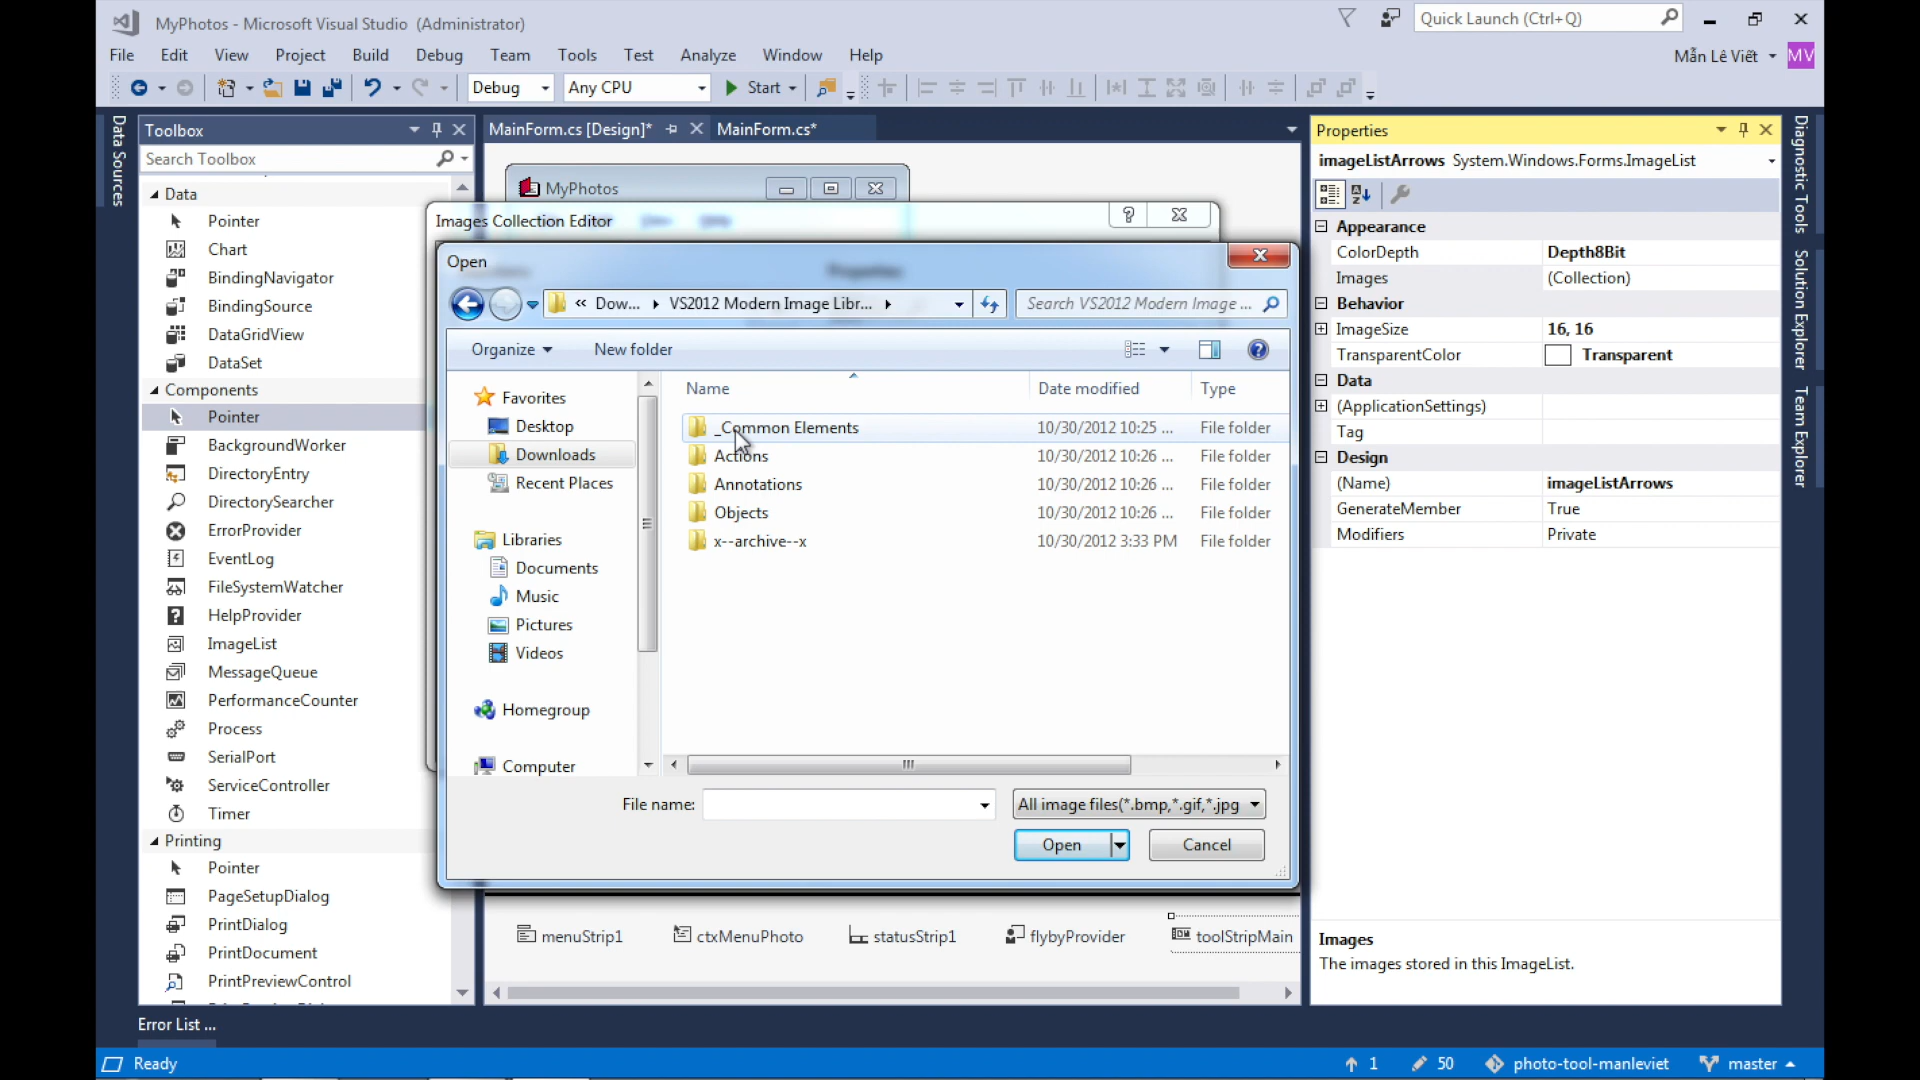 MyPhotos - Microsoft Visual Studio (Administrator)
Quick Launch (Ctrl+Q)
File Edit View Project Build Debug Team Tools Test Analyze Window Help
Mẫn Lê Viết MV
Debug Any CPU Start
Data Sources
Toolbox
Search Toolbox
Data
Pointer
Chart
BindingNavigator
BindingSource
DataGridView
DataSet
Components
Pointer
BackgroundWorker
DirectoryEntry
DirectorySearcher
ErrorProvider
EventLog
FileSystemWatcher
HelpProvider
ImageList
MessageQueue
PerformanceCounter
Process
SerialPort
ServiceController
Timer
Printing
Pointer
PageSetupDialog
PrintDialog
PrintDocument
PrintPreviewControl
MainForm.cs [Design]* MainForm.cs*
MyPhotos
Images Collection Editor
Open
« Dow... VS2012 Modern Image Libr...
Search VS2012 Modern Image ...
Organize New folder
Favorites
Desktop
Downloads
Recent Places
Libraries
Documents
Music
Pictures
Videos
Homegroup
Computer
Name Date modified Type
_Common Elements 10/30/2012 10:25 ... File folder
Actions 10/30/2012 10:26 ... File folder
Annotations 10/30/2012 10:26 ... File folder
Objects 10/30/2012 10:26 ... File folder
x--archive--x 10/30/2012 3:33 PM File folder
File name: All image files(*.bmp,*.gif,*.jpg
Open Cancel
menuStrip1 ctxMenuPhoto statusStrip1 flybyProvider toolStripMain
Properties
imageListArrows System.Windows.Forms.ImageList
Appearance
ColorDepth Depth8Bit
Images (Collection)
Behavior
ImageSize 16, 16
TransparentColor Transparent
Data
(ApplicationSettings)
Tag
Design
(Name) imageListArrows
GenerateMember True
Modifiers Private
Images
The images stored in this ImageList.
Diagnostic Tools
Solution Explorer
Team Explorer
Error List ...
Ready
1 50 photo-tool-manleviet master